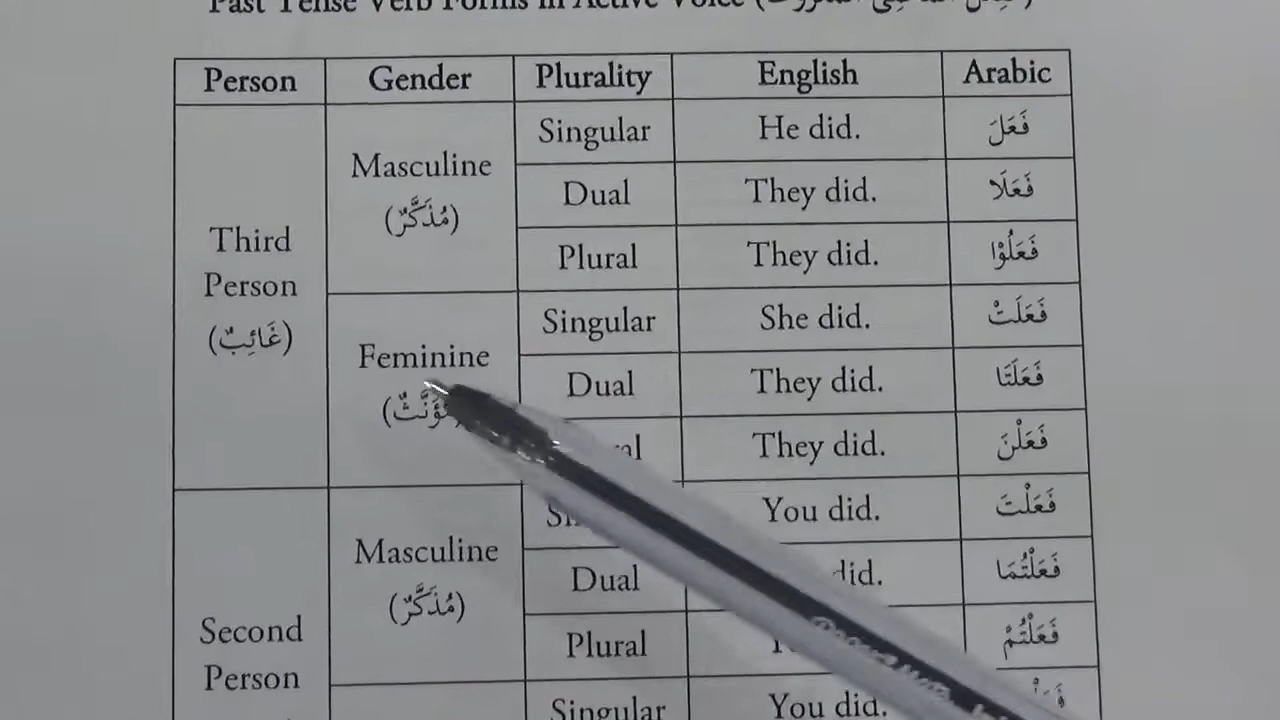 Past Tense Verb Forms in Active Voice
Person Gender Plurality English Arabic
Third Person (غَائِبٌ) Masculine (مُذَكَّرٌ) Singular He did. فَعَلَ
Dual They did. فَعَلَا
Plural They did. فَعَلُوْا
Feminine Singular She did. فَعَلَتْ
Dual They did. فَعَلَتَا
They did. فَعَلْنَ
Second Person Masculine (مُذَكَّرٌ) You did. فَعَلْتَ
Dual فَعَلْتُمَا
Plural فَعَلْتُمْ
Singular You did.